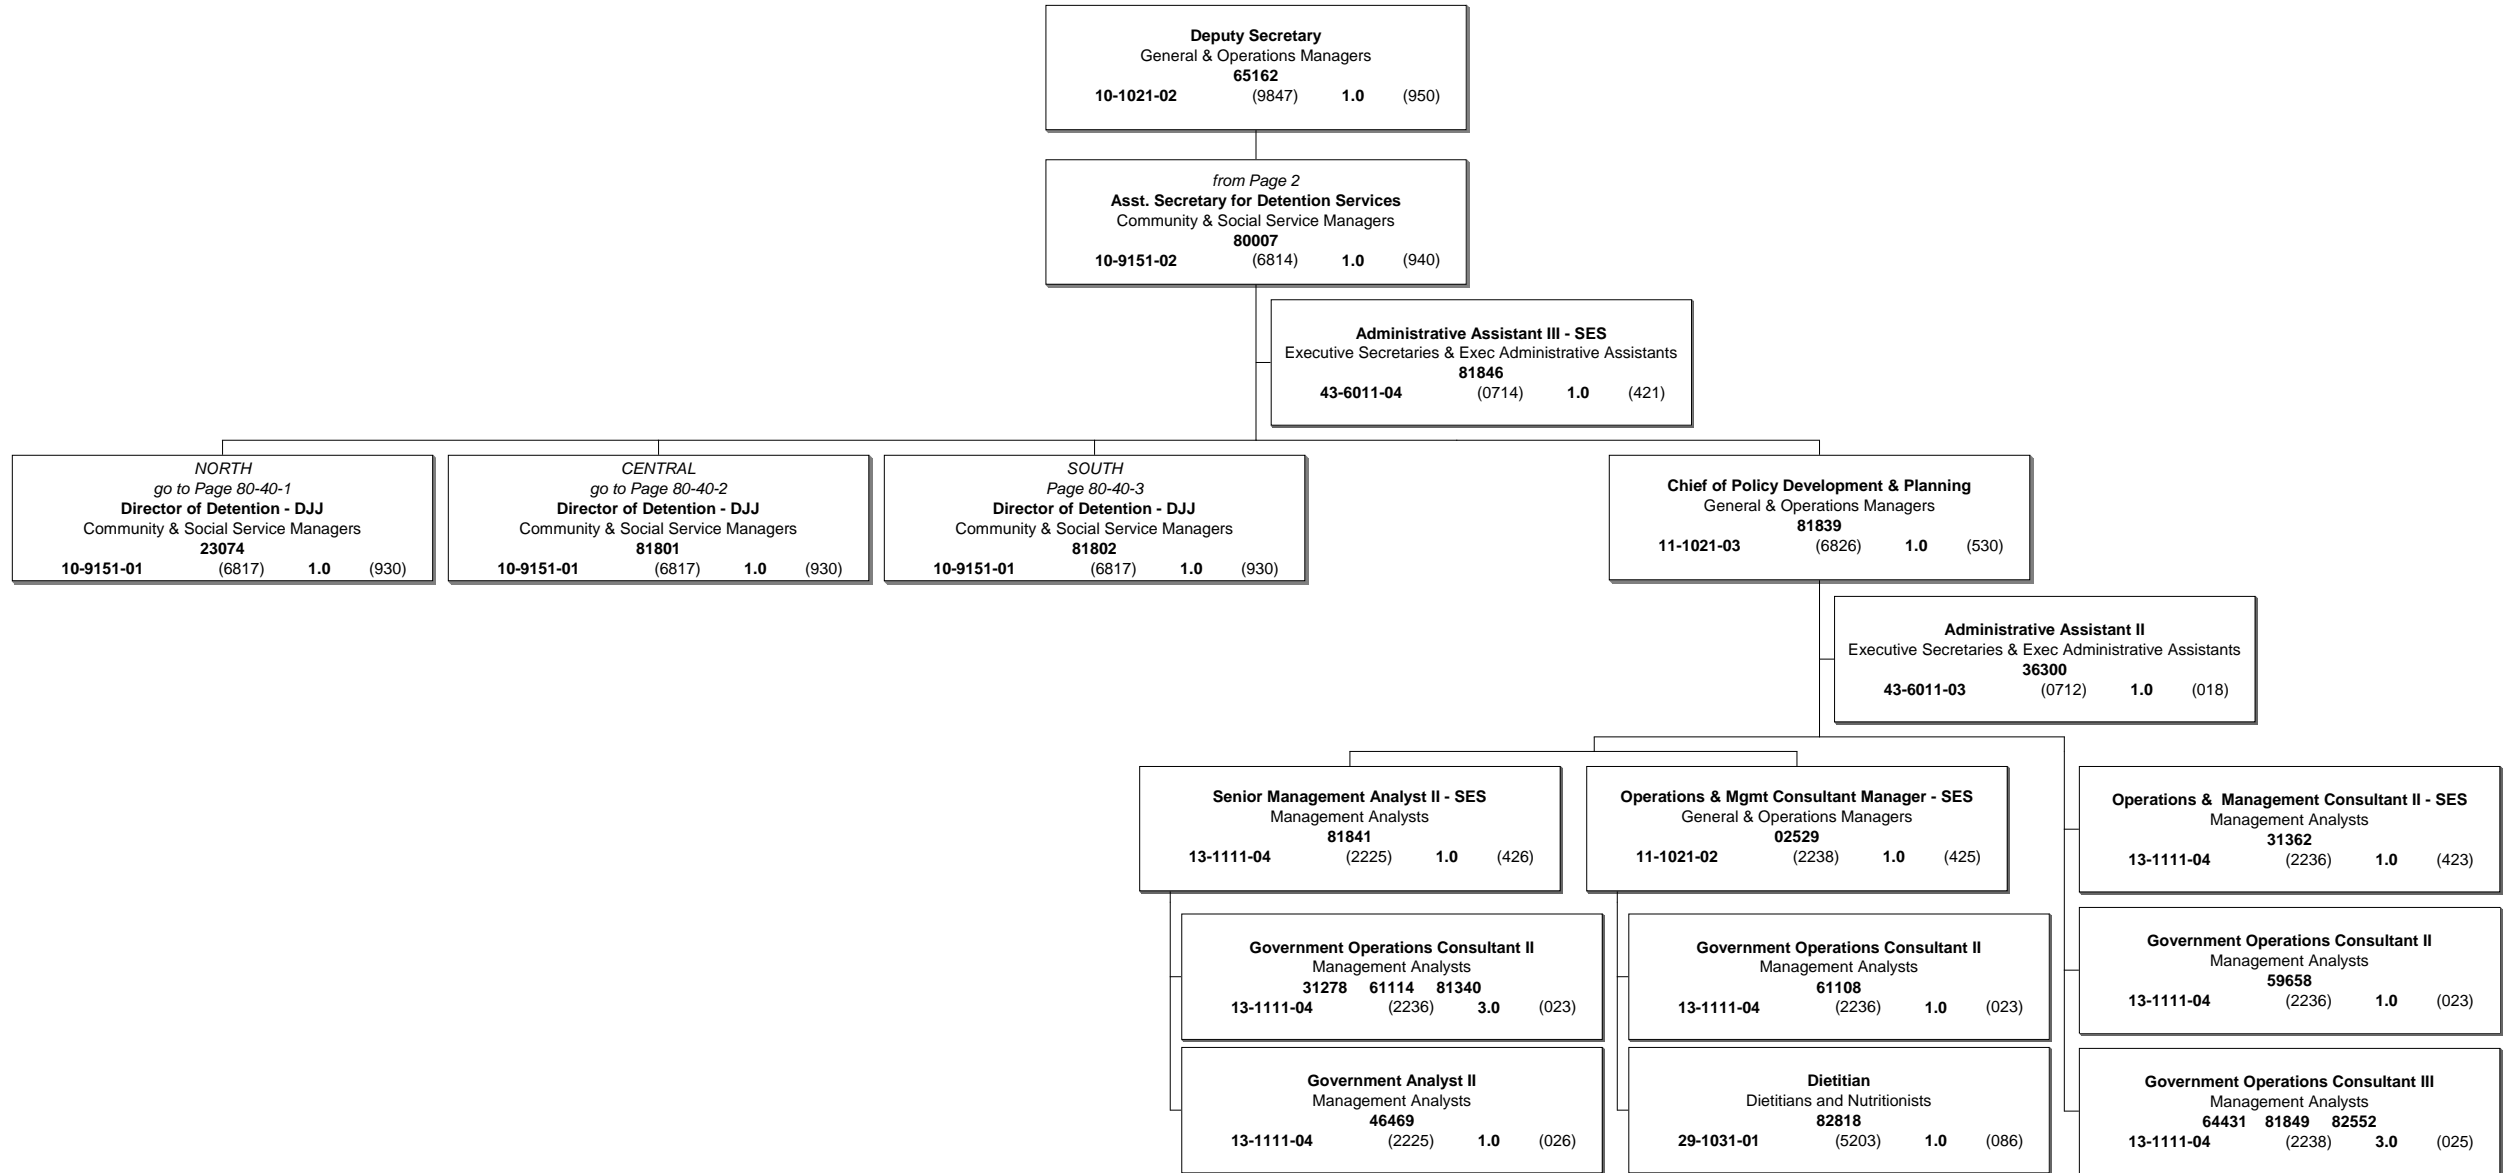 Deputy Secretary
General & Operations Managers
65162
10-1021-02 (9847) 1.0 (950)
from Page 2
Asst. Secretary for Detention Services
Community & Social Service Managers
80007
10-9151-02 (6814) 1.0 (940)
Administrative Assistant III - SES
Executive Secretaries & Exec Administrative Assistants
81846
43-6011-04 (0714) 1.0 (421)
NORTH
go to Page 80-40-1
Director of Detention - DJJ
Community & Social Service Managers
23074
10-9151-01 (6817) 1.0 (930)
CENTRAL
go to Page 80-40-2
Director of Detention - DJJ
Community & Social Service Managers
81801
10-9151-01 (6817) 1.0 (930)
SOUTH
Page 80-40-3
Director of Detention - DJJ
Community & Social Service Managers
81802
10-9151-01 (6817) 1.0 (930)
Chief of Policy Development & Planning
General & Operations Managers
81839
11-1021-03 (6826) 1.0 (530)
Administrative Assistant II
Executive Secretaries & Exec Administrative Assistants
36300
43-6011-03 (0712) 1.0 (018)
Senior Management Analyst II - SES
Management Analysts
81841
13-1111-04 (2225) 1.0 (426)
Operations & Mgmt Consultant Manager - SES
General & Operations Managers
02529
11-1021-02 (2238) 1.0 (425)
Operations & Management Consultant II - SES
Management Analysts
31362
13-1111-04 (2236) 1.0 (423)
Government Operations Consultant II
Management Analysts
31278 61114 81340
13-1111-04 (2236) 3.0 (023)
Government Operations Consultant II
Management Analysts
61108
13-1111-04 (2236) 1.0 (023)
Government Operations Consultant II
Management Analysts
59658
13-1111-04 (2236) 1.0 (023)
Government Analyst II
Management Analysts
46469
13-1111-04 (2225) 1.0 (026)
Dietitian
Dietitians and Nutritionists
82818
29-1031-01 (5203) 1.0 (086)
Government Operations Consultant III
Management Analysts
64431 81849 82552
13-1111-04 (2238) 3.0 (025)